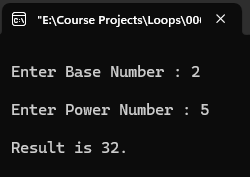 "E:\Course Projects\Loops\00
Enter Base Number : 2
Enter Power Number : 5
Result is 32.